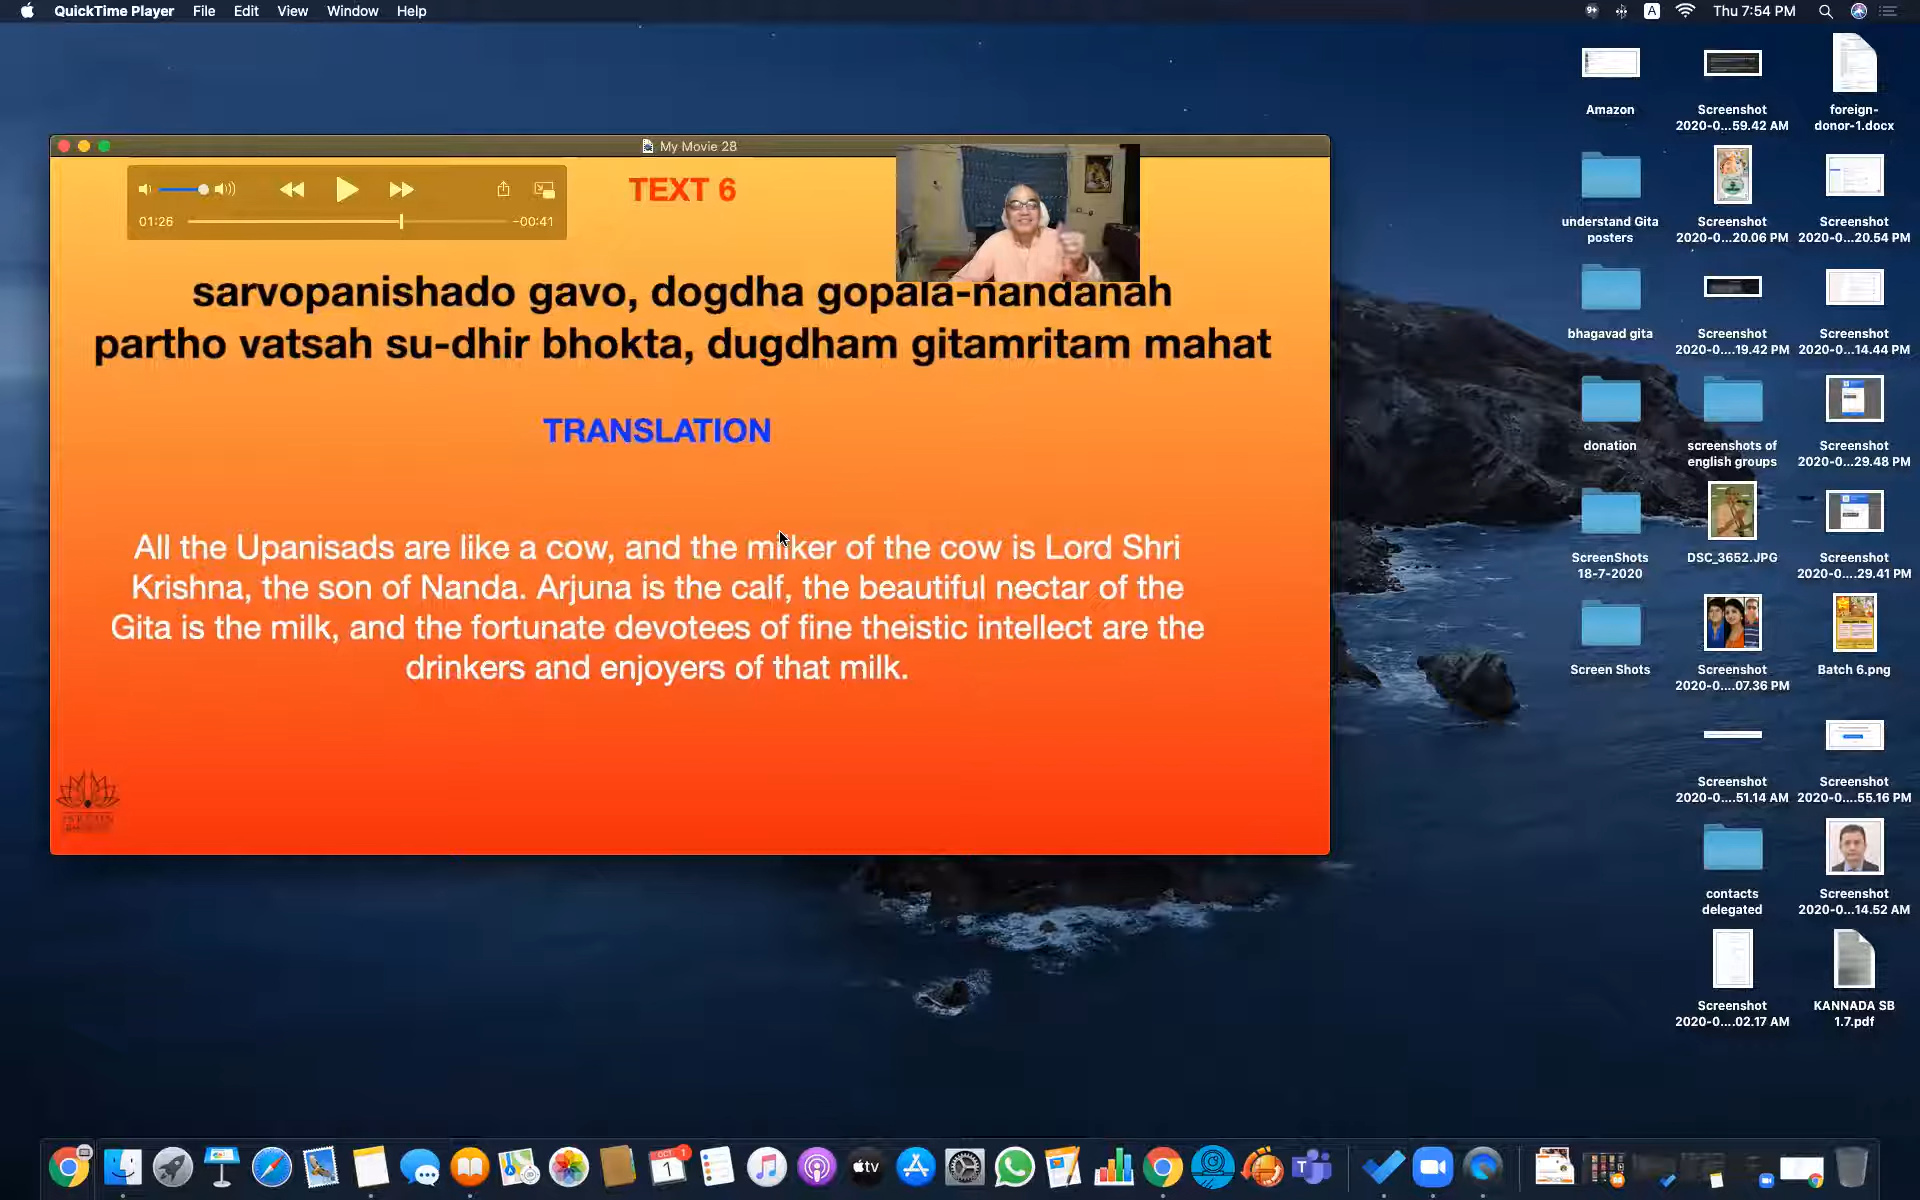 QuickTime Player File Edit View Window Help
9+ A Thu 7:54 PM
My Movie 28
01:26 -00:41
TEXT 6
sarvopanishado gavo, dogdha gopala-nandanah
partho vatsah su-dhir bhokta, dugdham gitamritam mahat
TRANSLATION
All the Upanisads are like a cow, and the milker of the cow is Lord Shri
Krishna, the son of Nanda. Arjuna is the calf, the beautiful nectar of the
Gita is the milk, and the fortunate devotees of fine theistic intellect are the
drinkers and enjoyers of that milk.
Amazon
Screenshot
2020-0...59.42 AM
foreign-
donor-1.docx
understand Gita
posters
Screenshot
2020-0...20.06 PM
Screenshot
2020-0...20.54 PM
bhagavad gita
Screenshot
2020-0....19.42 PM
Screenshot
2020-0...14.44 PM
donation
screenshots of
english groups
Screenshot
2020-0...29.48 PM
ScreenShots
18-7-2020
DSC_3652.JPG
Screenshot
2020-0...29.41 PM
Screen Shots
Screenshot
2020-0....07.36 PM
Batch 6.png
Screenshot
2020-0....51.14 AM
Screenshot
2020-0...55.16 PM
contacts
delegated
Screenshot
2020-0...14.52 AM
Screenshot
2020-0....02.17 AM
KANNADA SB
1.7.pdf
OCT 1
1
tv
T